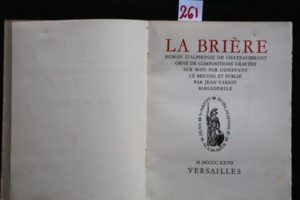 261
LA BRIÈRE
ROMAN D'ALPHONSE DE CHATEAUBRIANT
ORNÉ DE COMPOSITIONS GRAVÉES
SUR BOIS PAR CONSTANT
LE BRETON ET PUBLIÉ
PAR JEAN VARIOT
BIBLIOPHILE
M.DCCCC.XXVII
VERSAILLES